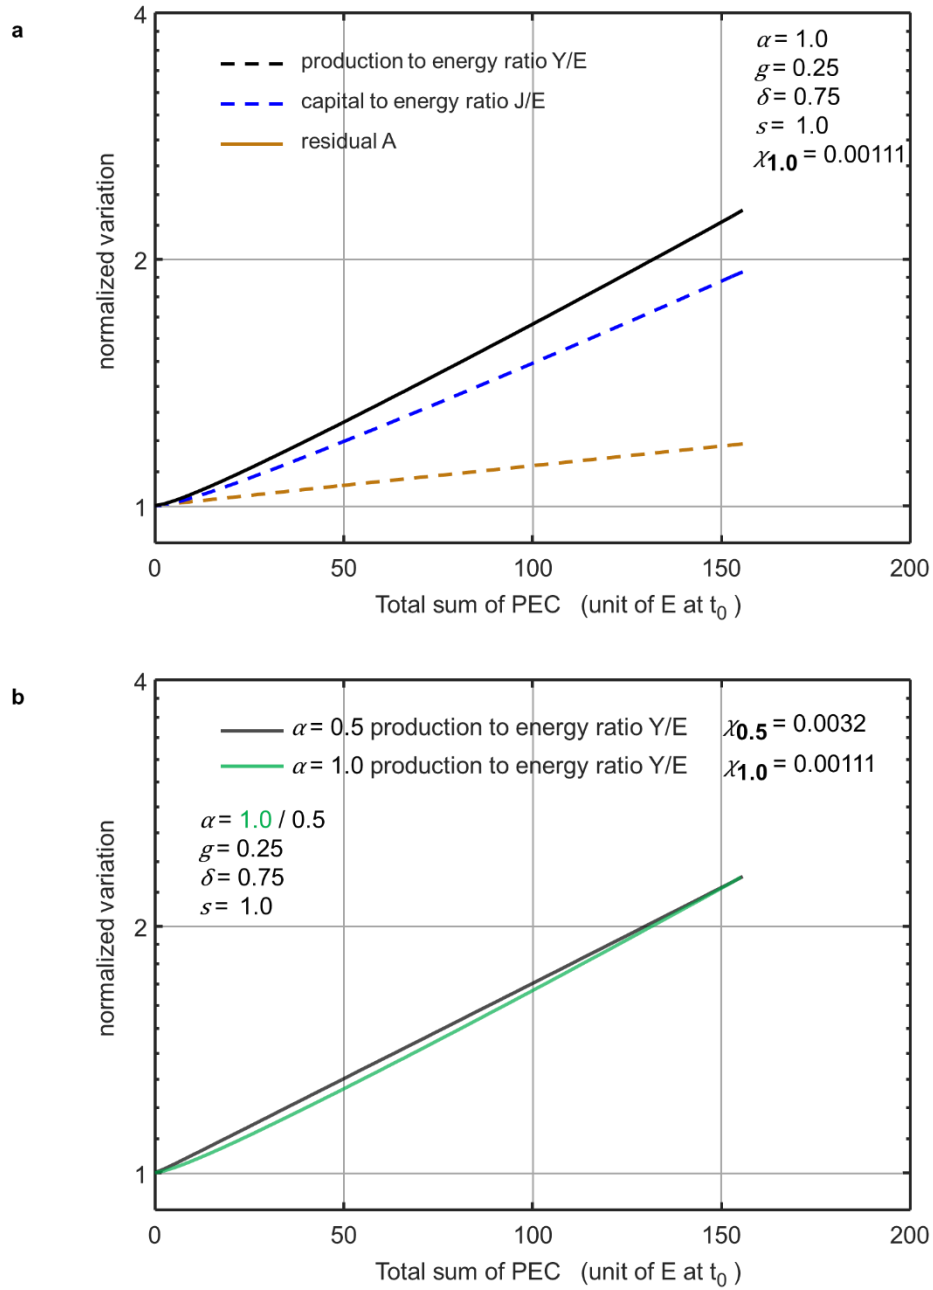 a
4
2
1
normalized variation
production to energy ratio Y/E
capital to energy ratio J/E
residual A
α = 1.0
g = 0.25
δ = 0.75
s = 1.0
χ1.0 = 0.00111
0 50 100 150 200
Total sum of PEC (unit of E at t0 )
b
4
2
1
normalized variation
α = 0.5 production to energy ratio Y/E
α = 1.0 production to energy ratio Y/E
χ0.5 = 0.0032
χ1.0 = 0.00111
α = 1.0 / 0.5
g = 0.25
δ = 0.75
s = 1.0
0 50 100 150 200
Total sum of PEC (unit of E at t0 )